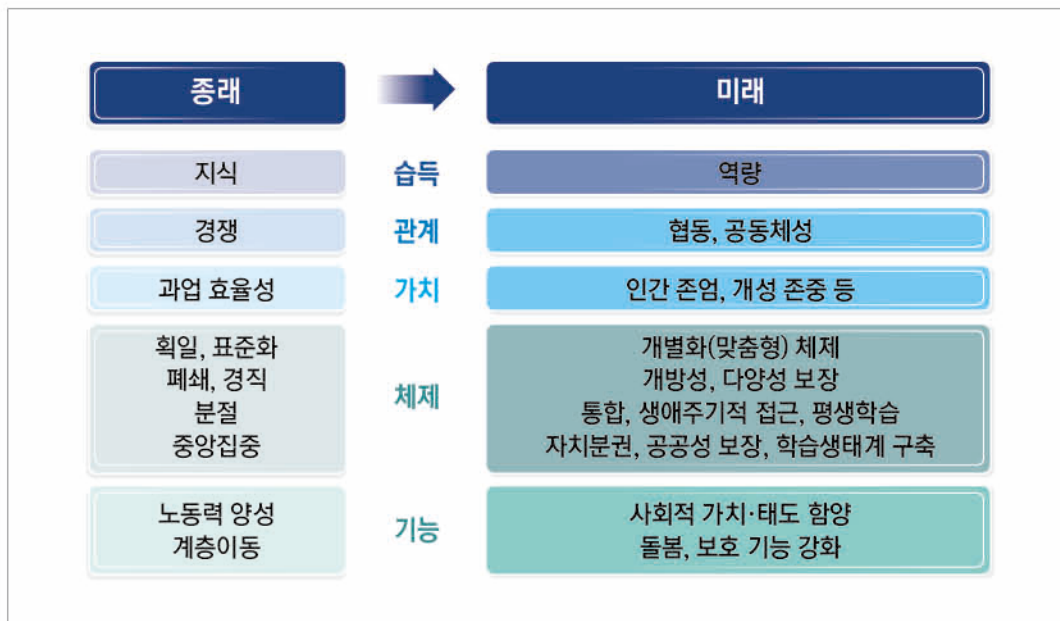 종래 미래
지식 습득 역량
경쟁 관계 협동, 공동체성
과업 효율성 가치 인간 존엄, 개성 존중 등
획일, 표준화
폐쇄, 경직
분절
중앙집중
체제
개별화(맞춤형) 체제
개방성, 다양성 보장
통합, 생애주기적 접근, 평생학습
자치분권, 공공성 보장, 학습생태계 구축
노동력 양성
계층이동
기능
사회적 가치·태도 함양
돌봄, 보호 기능 강화